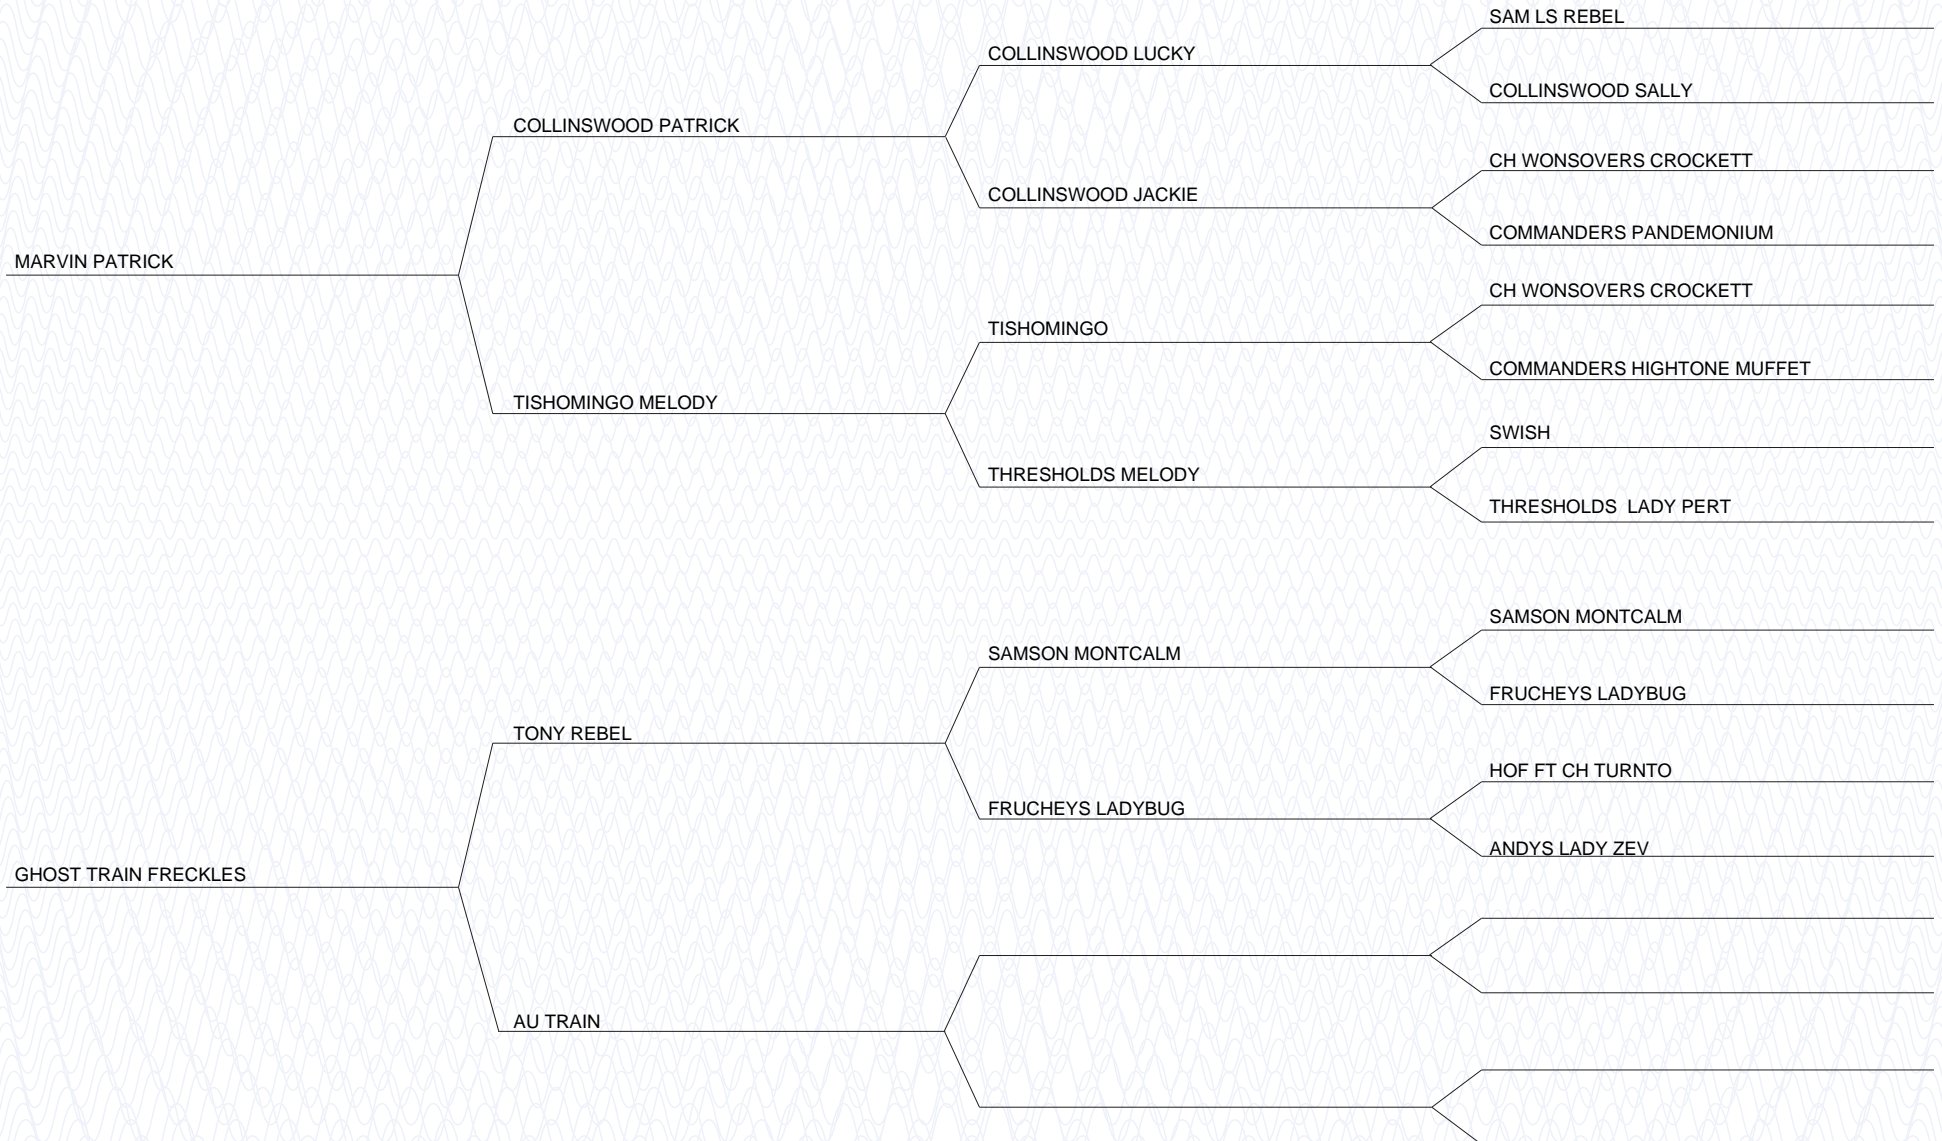 SAM LS REBEL
COLLINSWOOD LUCKY
COLLINSWOOD SALLY
COLLINSWOOD PATRICK
CH WONSOVERS CROCKETT
COLLINSWOOD JACKIE
COMMANDERS PANDEMONIUM
MARVIN PATRICK
CH WONSOVERS CROCKETT
TISHOMINGO
COMMANDERS HIGHTONE MUFFET
TISHOMINGO MELODY
SWISH
THRESHOLDS MELODY
THRESHOLDS  LADY PERT
SAMSON MONTCALM
SAMSON MONTCALM
FRUCHEYS LADYBUG
TONY REBEL
HOF FT CH TURNTO
FRUCHEYS LADYBUG
ANDYS LADY ZEV
GHOST TRAIN FRECKLES
AU TRAIN